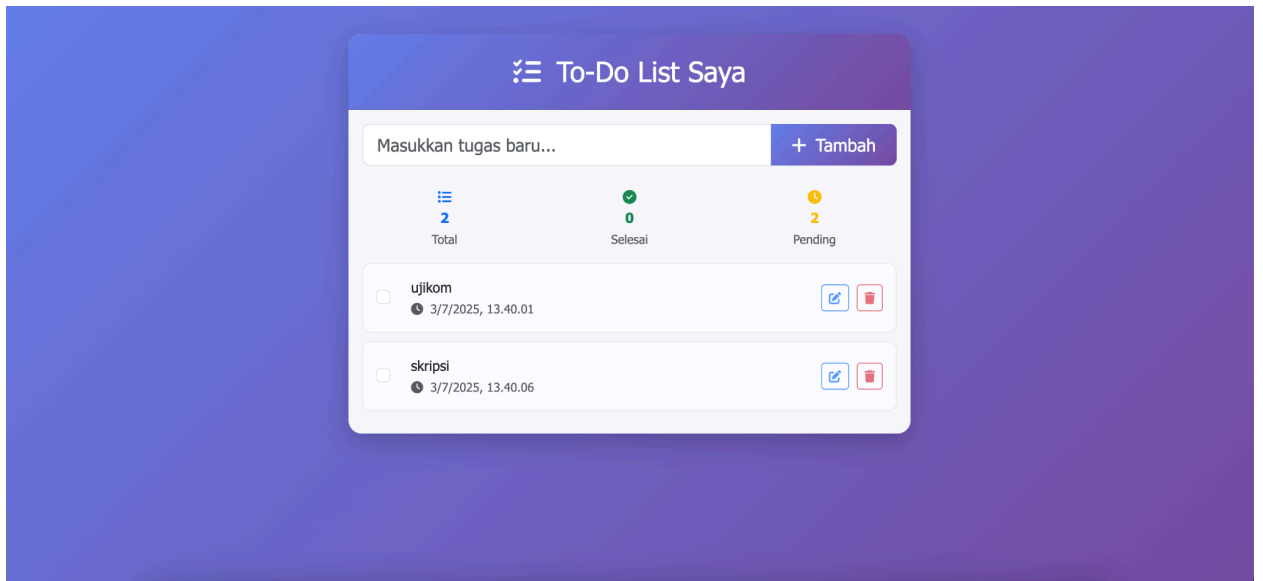 To-Do List Saya
Masukkan tugas baru...
+ Tambah
2
Total
0
Selesai
2
Pending
ujikom
3/7/2025, 13.40.01
skripsi
3/7/2025, 13.40.06